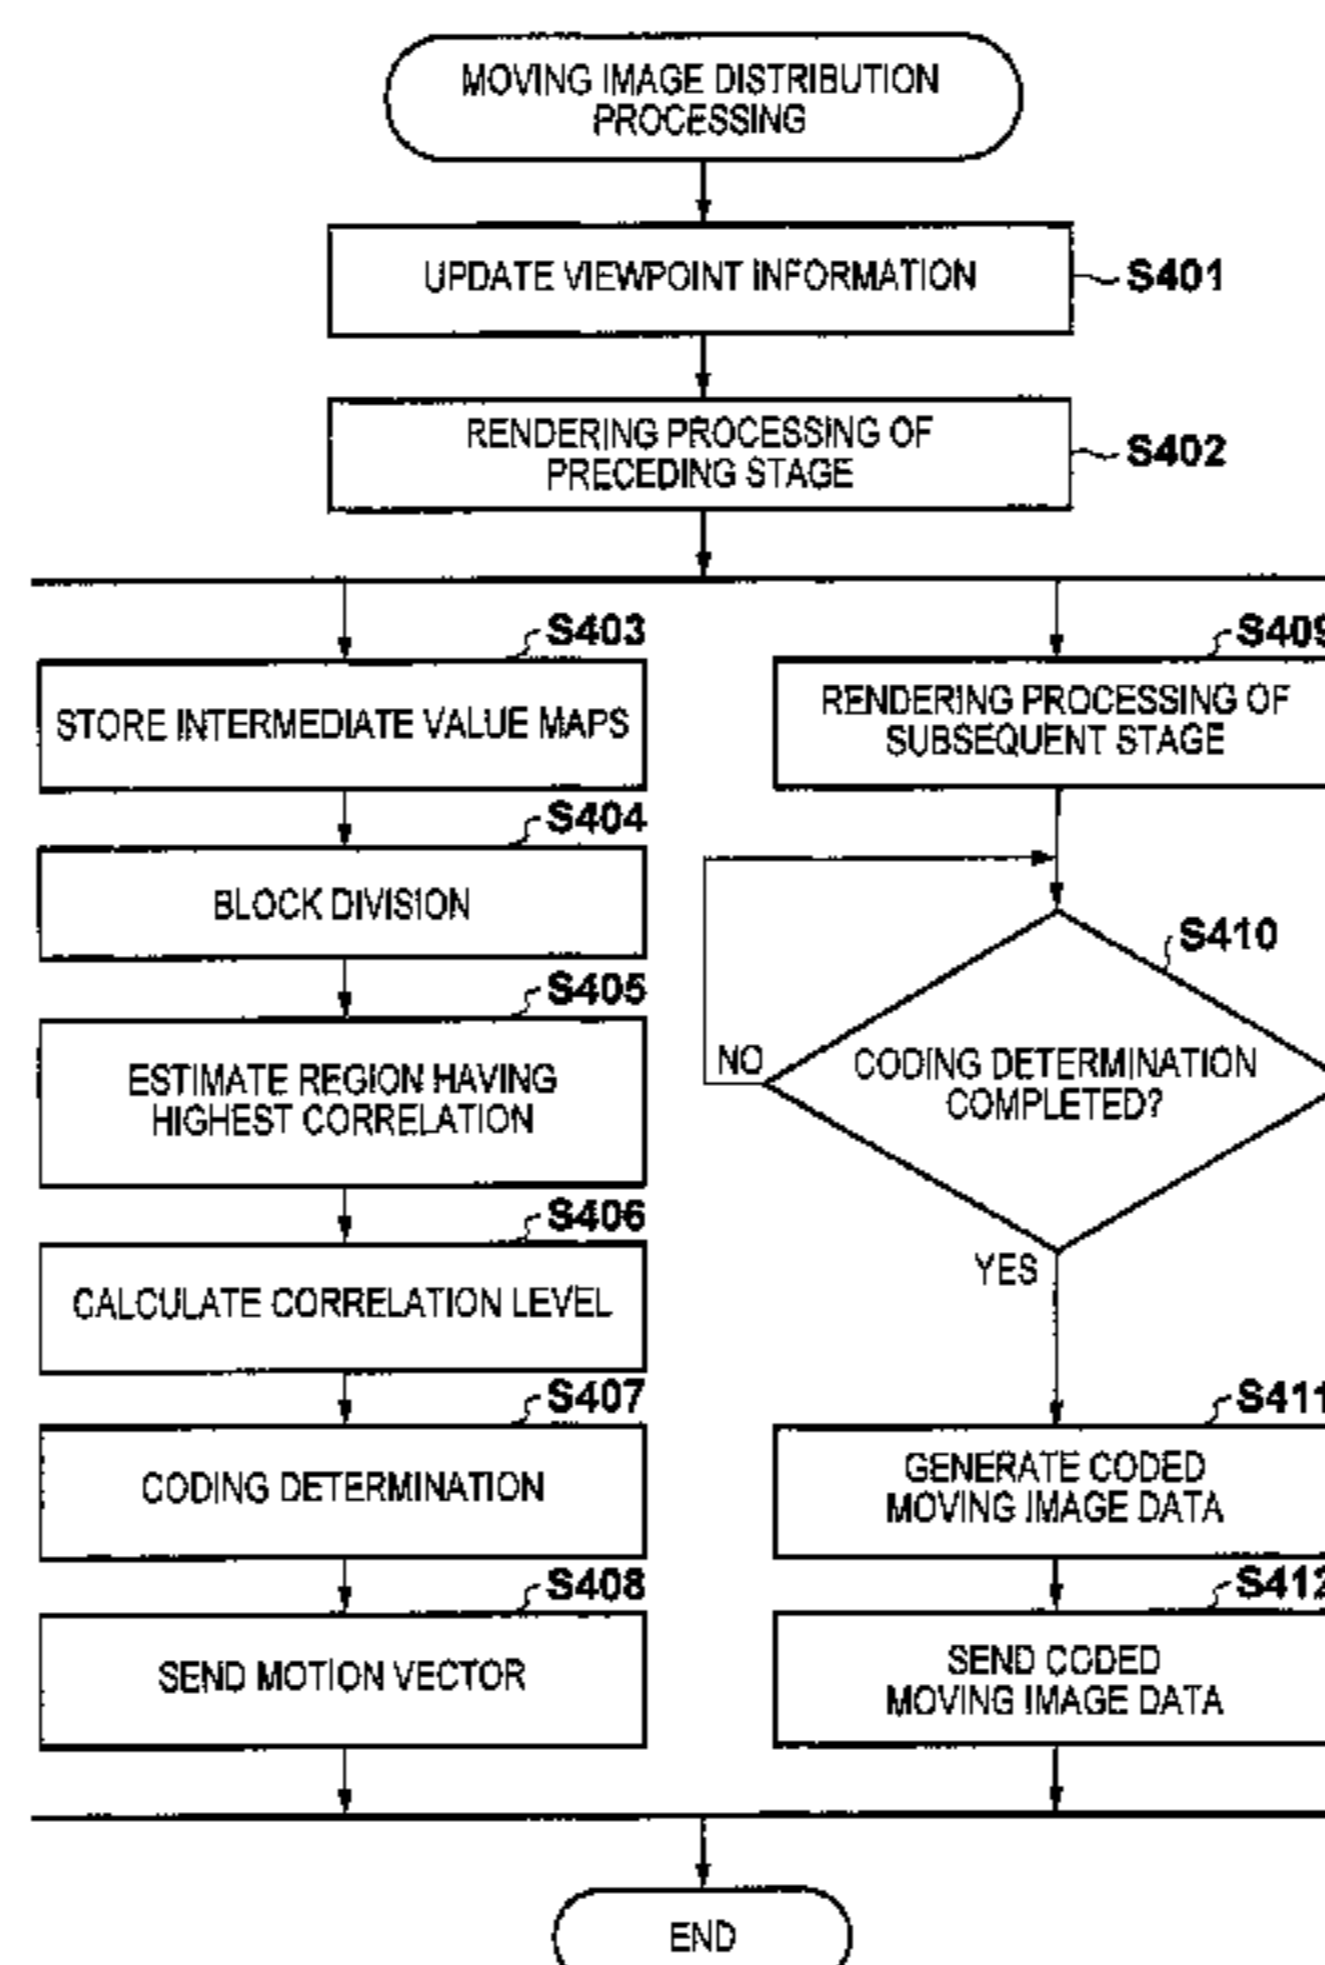 MOVING IMAGE DISTRIBUTION
PROCESSING
UPDATE VIEWPOINT INFORMATION
S401
RENDERING PROCESSING OF
PRECEDING STAGE
S402
S403
STORE INTERMEDIATE VALUE MAPS
S404
BLOCK DIVISION
S405
ESTIMATE REGION HAVING
HIGHEST CORRELATION
S406
CALCULATE CORRELATION LEVEL
S407
CODING DETERMINATION
S408
SEND MOTION VECTOR
S409
RENDERING PROCESSING OF
SUBSEQUENT STAGE
S410
CODING DETERMINATION
COMPLETED?
NO
YES
S411
GENERATE CODED
MOVING IMAGE DATA
S412
SEND CODED
MOVING IMAGE DATA
END